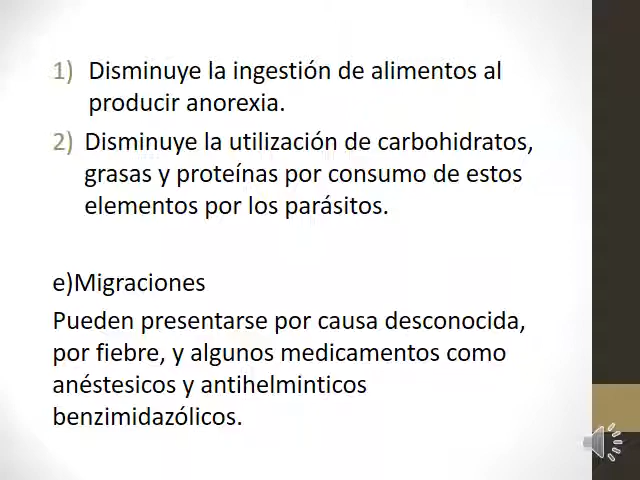 1) Disminuye la ingestión de alimentos al
producir anorexia.
2) Disminuye la utilización de carbohidratos,
grasas y proteínas por consumo de estos
elementos por los parásitos.
e)Migraciones
Pueden presentarse por causa desconocida,
por fiebre, y algunos medicamentos como
anéstesicos y antihelminticos
benzimidazólicos.